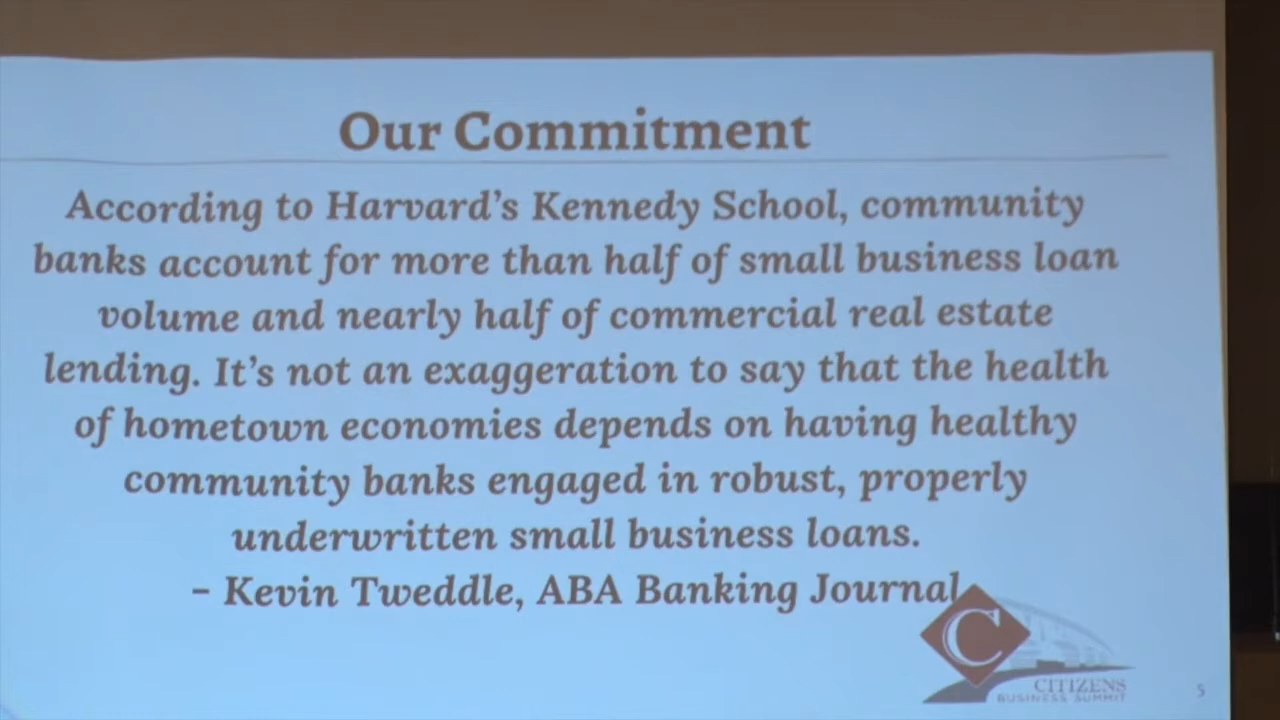 Our Commitment
According to Harvard's Kennedy School, community
banks account for more than half of small business loan
volume and nearly half of commercial real estate
lending. It's not an exaggeration to say that the health
of hometown economies depends on having healthy
community banks engaged in robust, properly
underwritten small business loans.
– Kevin Tweddle, ABA Banking Journal
C
CITIZENS
BUSINESS SUMMIT
5